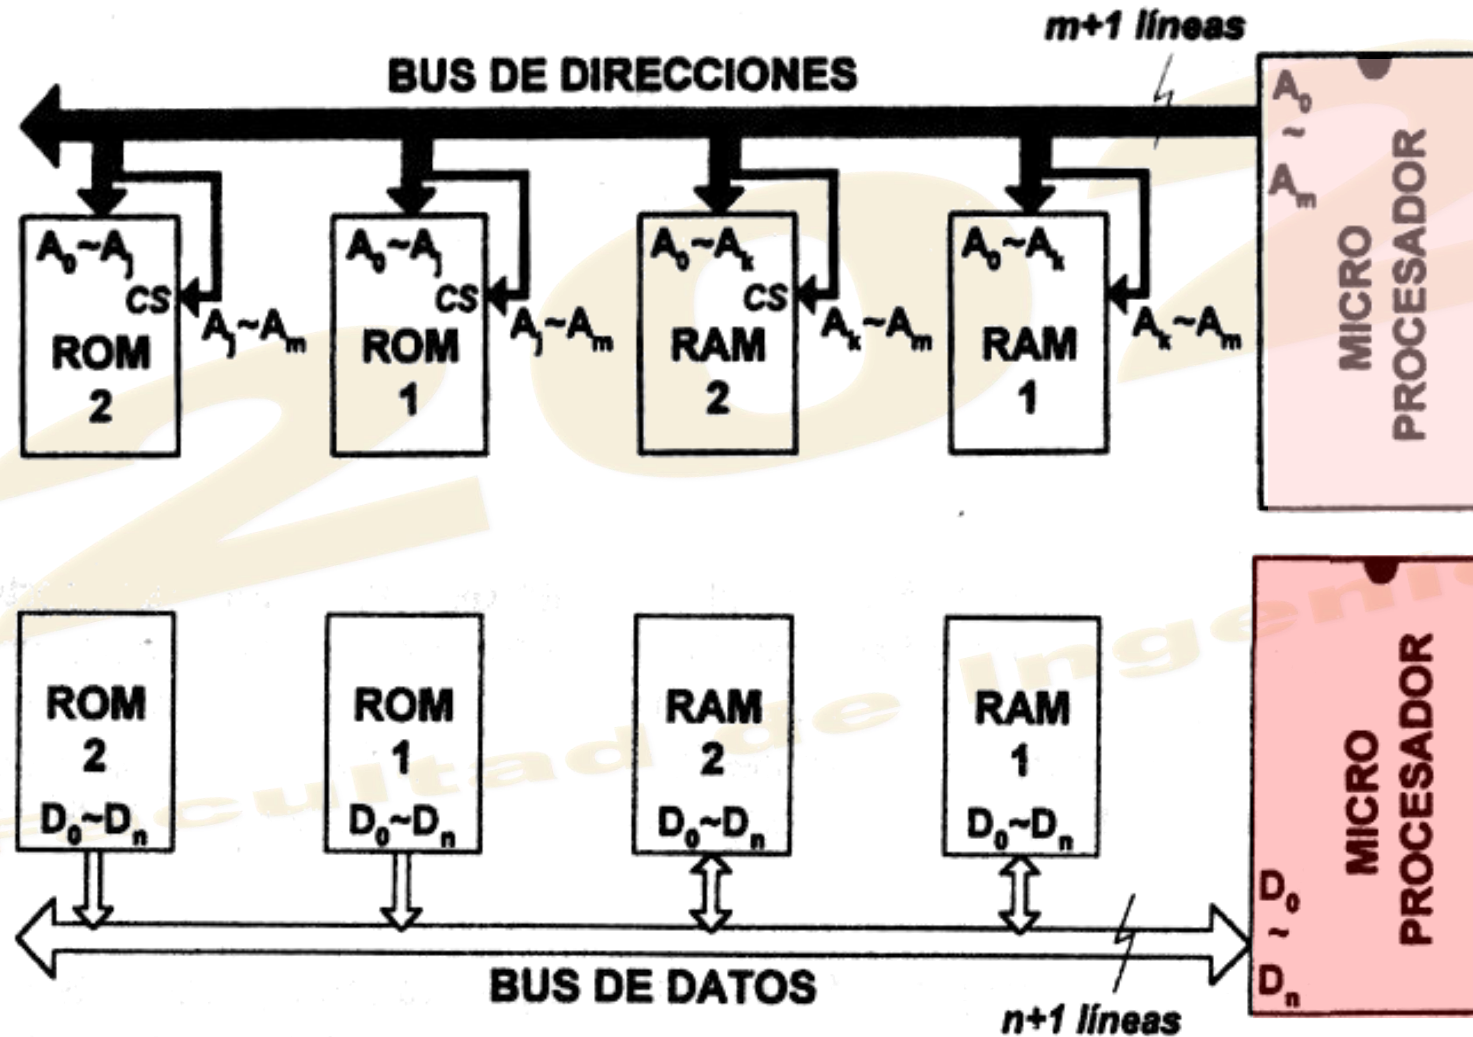 m+1 líneas
BUS DE DIRECCIONES
A0
~
Am
MICRO
PROCESADOR
A0~Aj
CS
Aj~Am
ROM
2
A0~Aj
CS
Aj~Am
ROM
1
A0~Ak
CS
Ak~Am
RAM
2
A0~Ak
Ak~Am
RAM
1
ROM
2
D0~Dn
ROM
1
D0~Dn
RAM
2
D0~Dn
RAM
1
D0~Dn
MICRO
PROCESADOR
D0
~
Dn
BUS DE DATOS
n+1 líneas